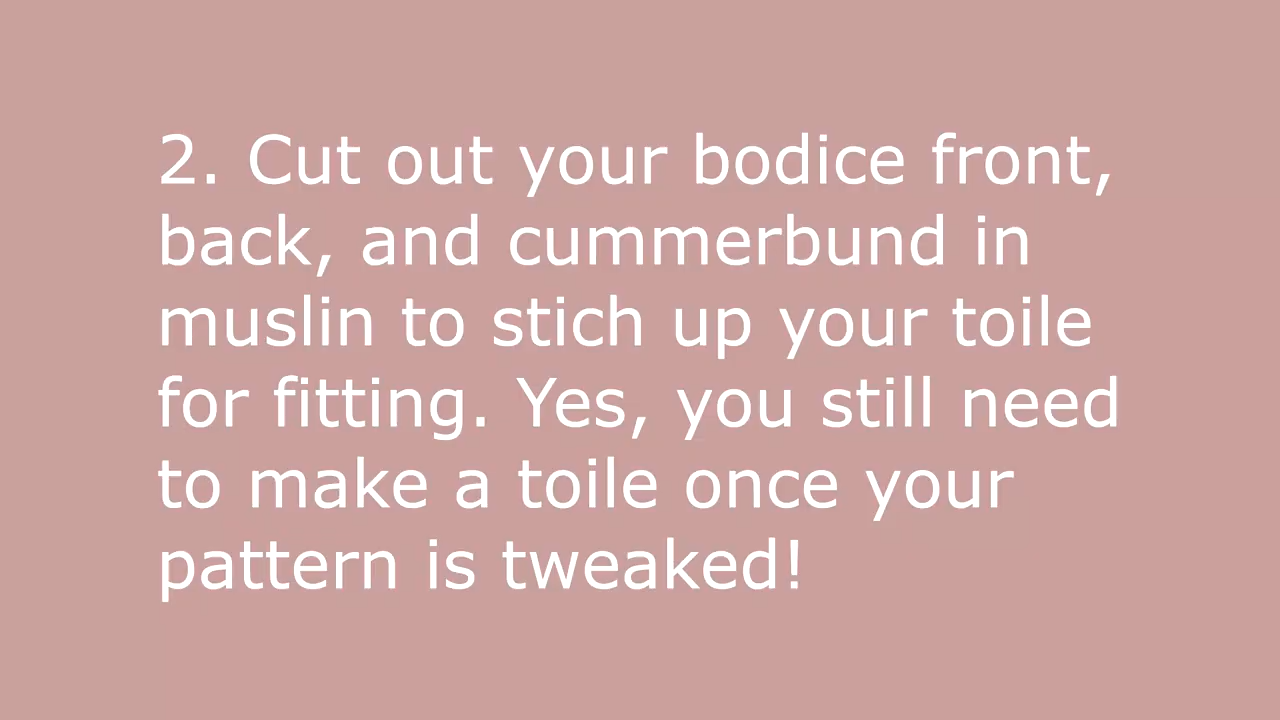 2. Cut out your bodice front,
back, and cummerbund in
muslin to stich up your toile
for fitting. Yes, you still need
to make a toile once your
pattern is tweaked!